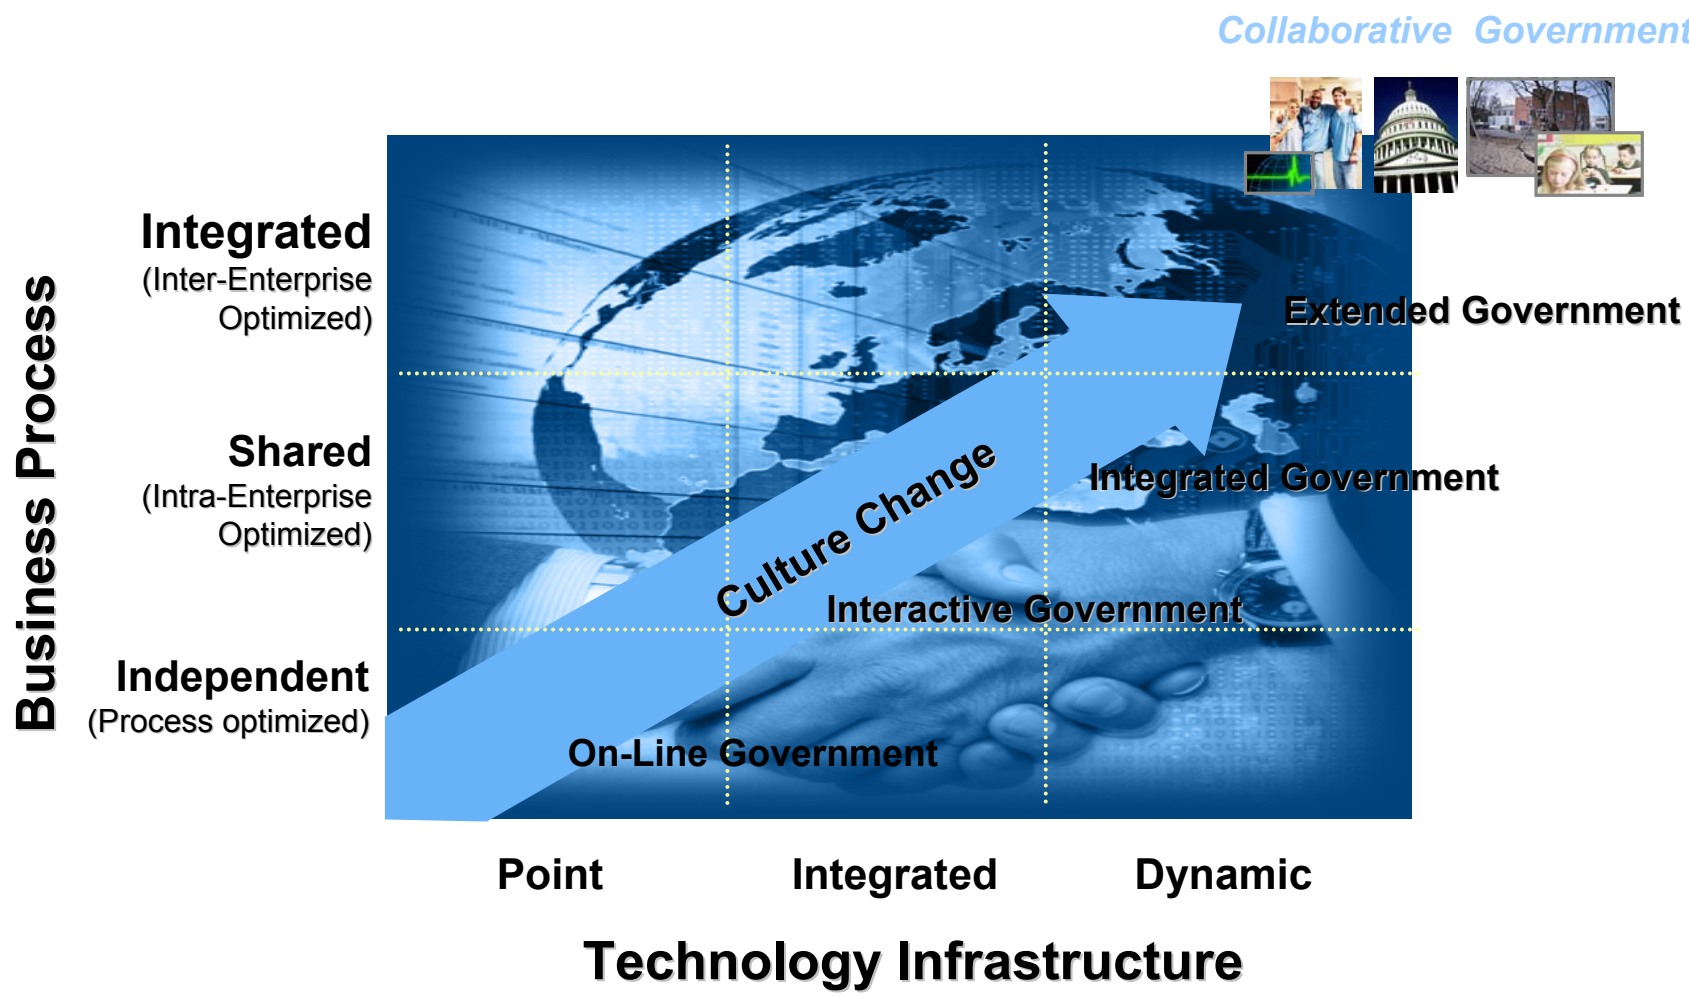 Collaborative Government
Business Process
Integrated
(Inter-Enterprise
Optimized)
Extended Government
Shared
(Intra-Enterprise
Optimized)
Culture Change
Integrated Government
Interactive Government
Independent
(Process optimized)
On-Line Government
Point
Integrated
Dynamic
Technology Infrastructure